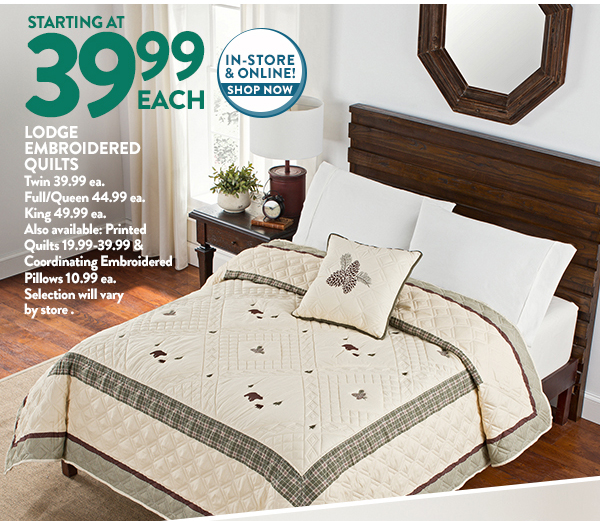 STARTING AT
39.99
EACH
IN-STORE
& ONLINE!
SHOP NOW
LODGE
EMBROIDERED
QUILTS
Twin 39.99 ea.
Full/Queen 44.99 ea.
King 49.99 ea.
Also available: Printed
Quilts 19.99-39.99 &
Coordinating Embroidered
Pillows 10.99 ea.
Selection will vary
by store .